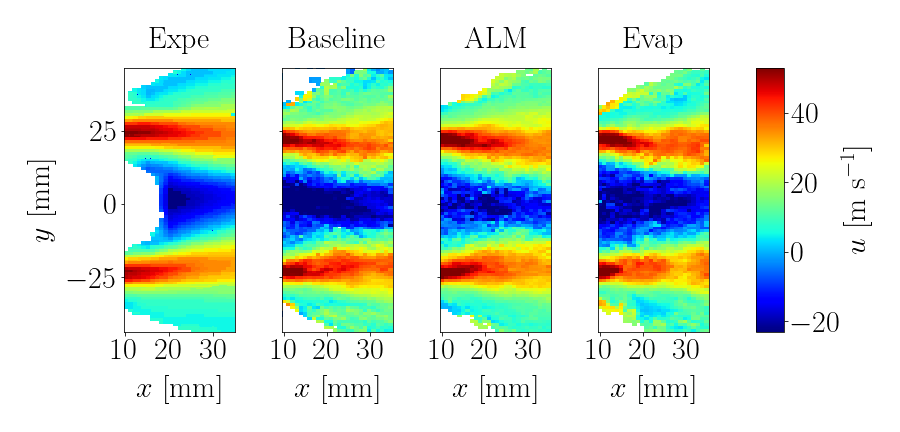 Expe Baseline ALM Evap
25
0
−25
y [mm]
10 20 30 10 20 30 10 20 30 10 20 30
x [mm] x [mm] x [mm] x [mm]
40
20
0
−20
u [m s⁻¹]